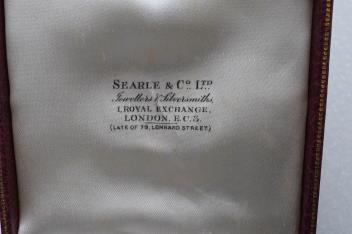 SEARLE & Co. LTD
Jewellers & Silversmiths,
1, ROYAL EXCHANGE,
LONDON, E.C.3.
(LATE OF 79, LOMBARD STREET.)